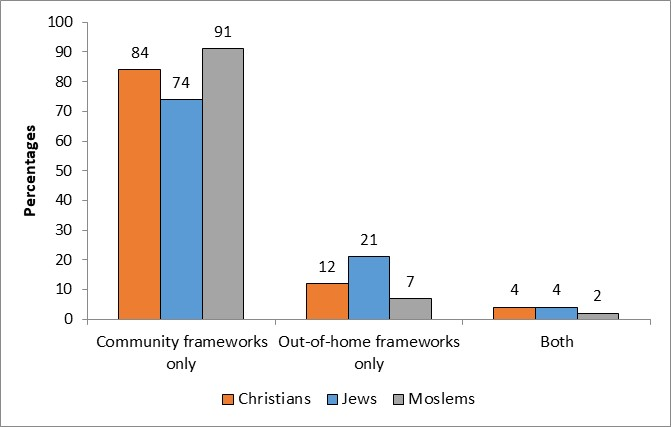 100
90
80
70
60
50
40
30
20
10
0
Percentages
84
74
91
12
21
7
4
4
2
Community frameworks only
Out-of-home frameworks only
Both
Christians
Jews
Moslems